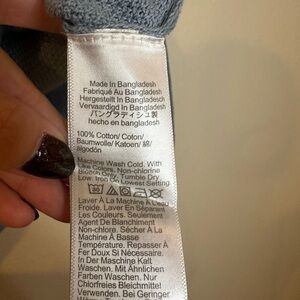 Made In Bangladesh
Fabriqué Au Bangladesh
Hergestellt In Bangladesh
Vervaardigd In Bangladesh
バングラディシュ製
hecho en bangladesh
100% Cotton/ Coton/
Baumwolle/ Katoen/ 綿/
algodón
Machine Wash Cold. With
Like Colors. Non-chlorine
Bleach Only. Tumble Dry
Low. Iron On Lowest Setting
Laver À La Machine À L'eau
Froide. Laver En Séparant
Les Couleurs. Seulement
Agent De Blanchiment
Non-chloré. Sécher À La
Machine À Basse
Température. Repasser À
Fer Doux Si Nécessaire.
In Der Maschine Kalt
Waschen. Mit Ähnlichen
Farben Waschen. Nur
Chlorfreies Bleichmittel!
Verwenden. Bei Geringer